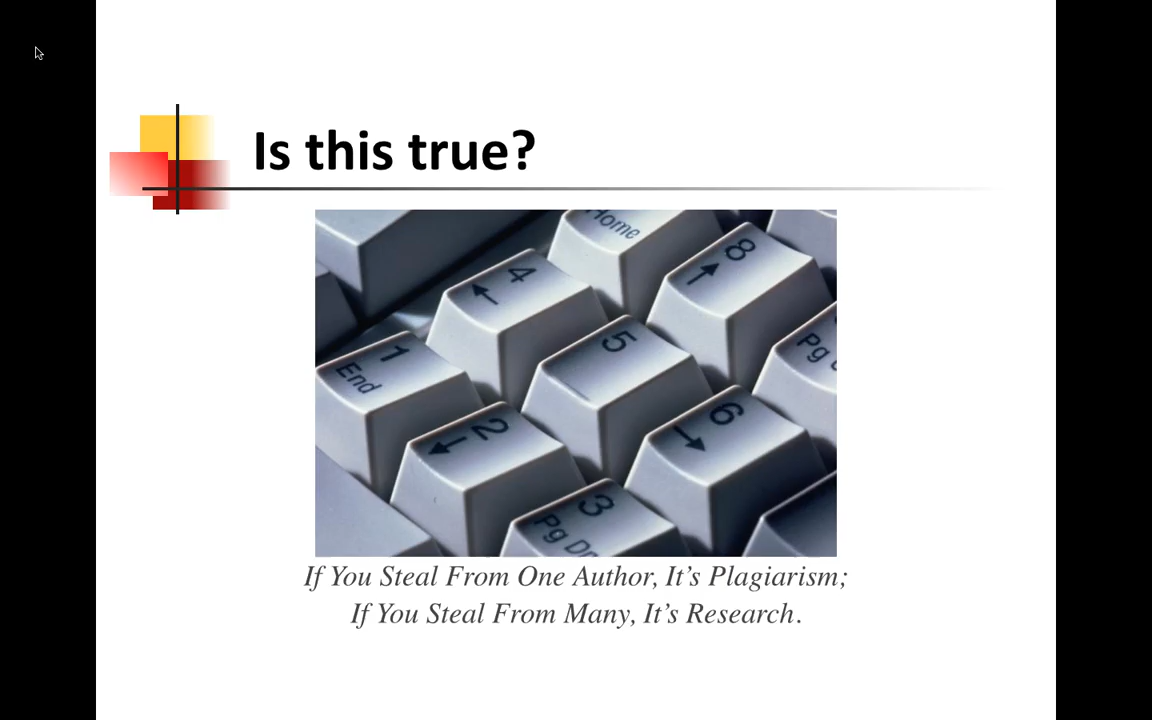 Is this true?
Home
8
4
5
Pg
1
End
6
2
3
Pg Dn
If You Steal From One Author, It’s Plagiarism;
If You Steal From Many, It’s Research.